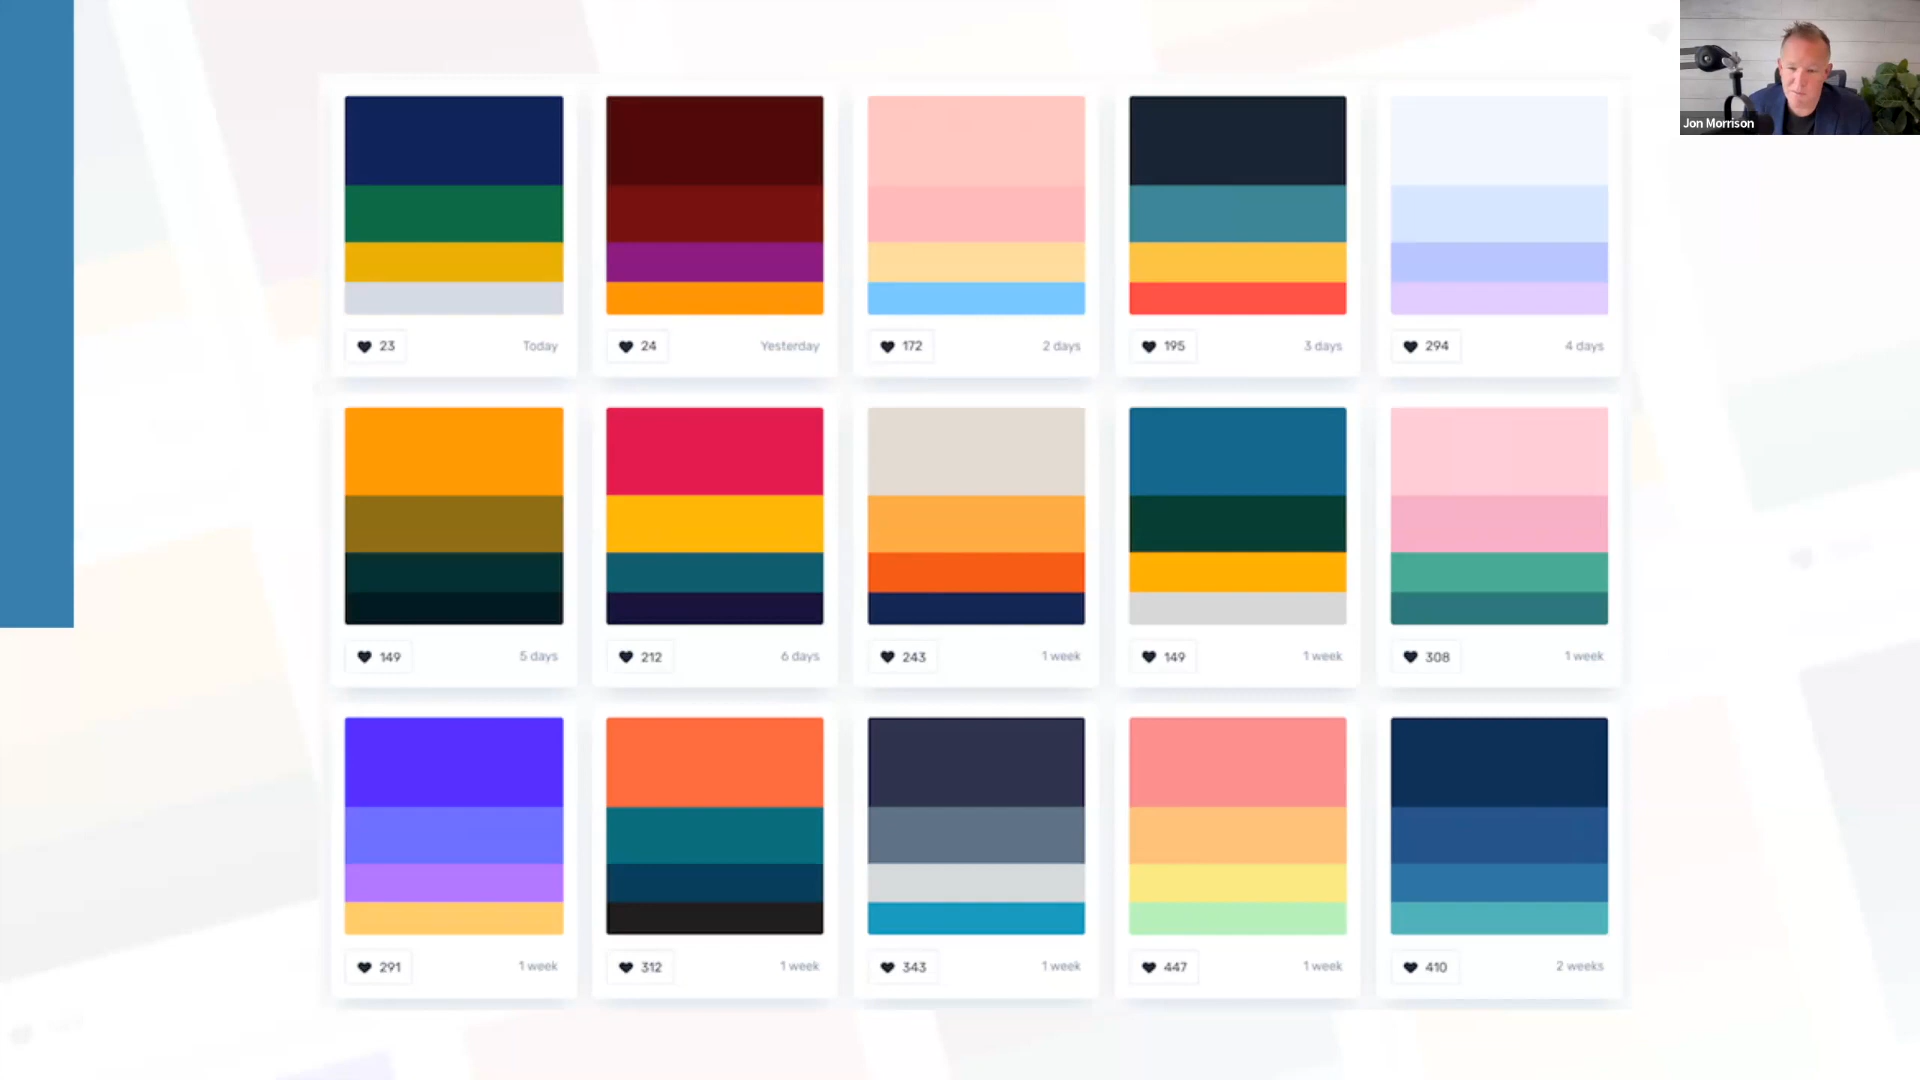 Jon Morrison
23 Today
24 Yesterday
172 2 days
195 3 days
294 4 days
149 5 days
212 6 days
243 1 week
149 1 week
308 1 week
291 1 week
312 1 week
343 1 week
447 1 week
410 2 weeks